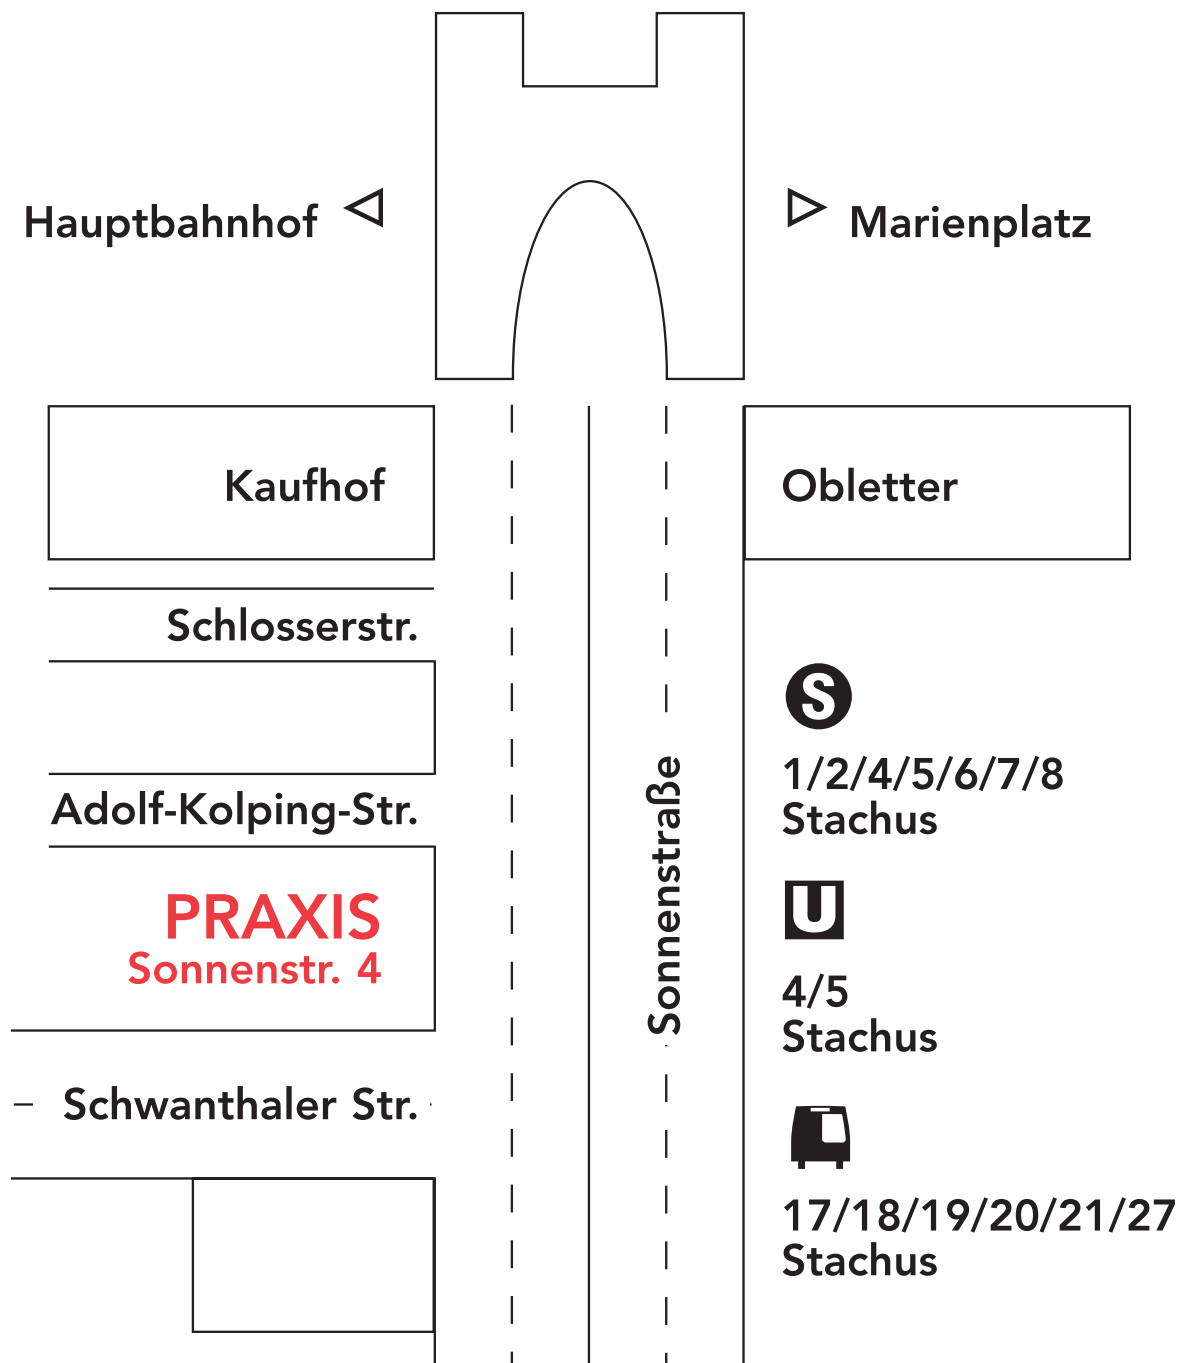 Hauptbahnhof
Marienplatz
Kaufhof
Obletter
Schlosserstr.
S
1/2/4/5/6/7/8
Stachus
Adolf-Kolping-Str.
Sonnenstraße
PRAXIS
Sonnenstr. 4
U
4/5
Stachus
Schwanthaler Str.
17/18/19/20/21/27
Stachus